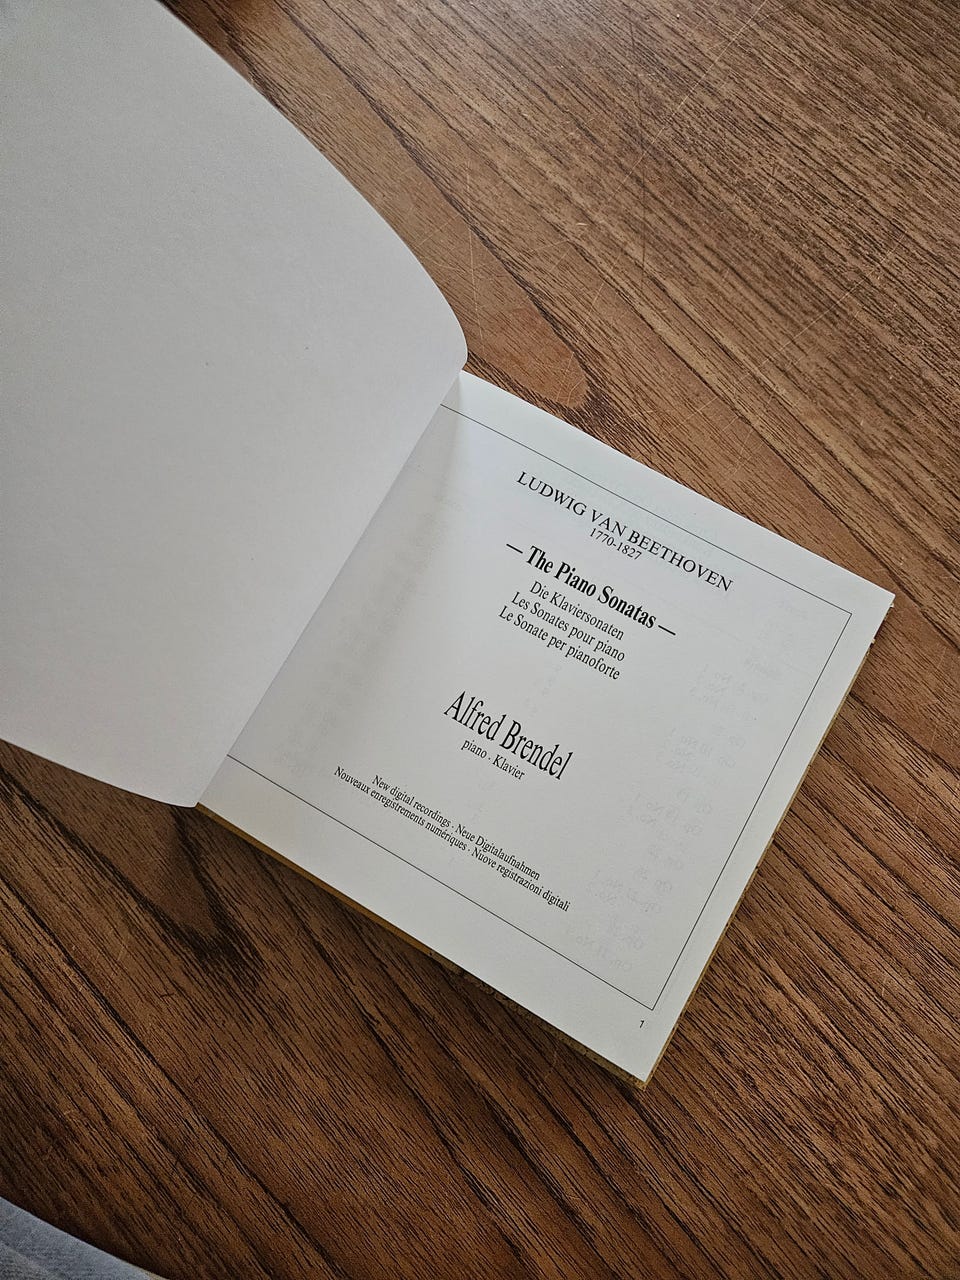 LUDWIG VAN BEETHOVEN
1770-1827
— The Piano Sonatas —
Die Klaviersonaten
Les Sonates pour piano
Le Sonate per pianoforte
Alfred Brendel
piano · Klavier
New digital recordings · Neue Digitalaufnahmen
Nouveaux enregistrements numériques · Nuove registrazioni digitali
1